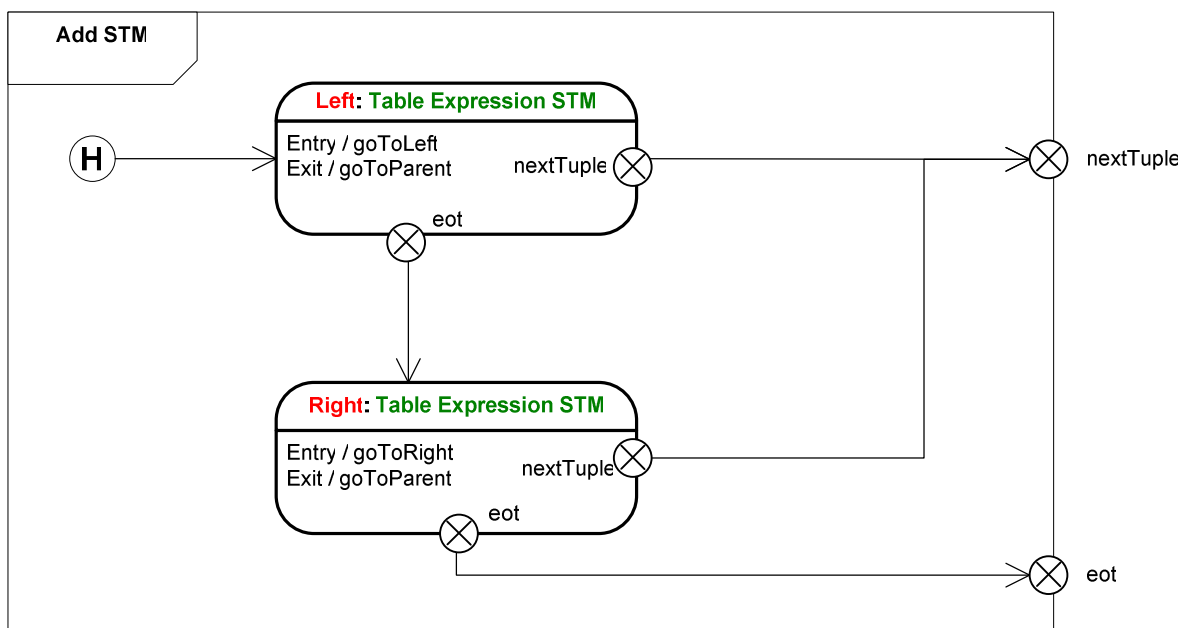 Add STM
Left: Table Expression STM
H
Entry / goToLeft
Exit / goToParent
nextTuple
nextTuple
eot
Right: Table Expression STM
Entry / goToRight
Exit / goToParent
nextTuple
eot
eot